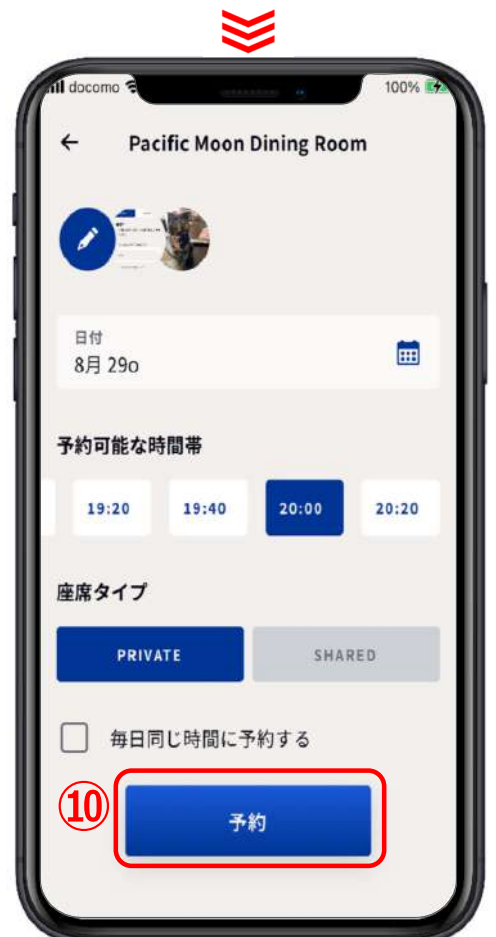 docomo 100%
← Pacific Moon Dining Room
日付
8月 29o
予約可能な時間帯
19:20 19:40 20:00 20:20
座席タイプ
PRIVATE SHARED
毎日同じ時間に予約する
⑩ 予約